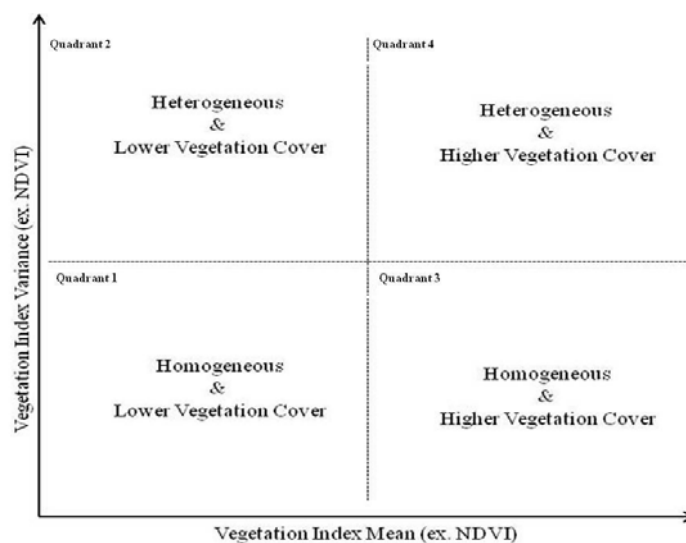 Quadrant 2
Heterogeneous
&
Lower Vegetation Cover
Quadrant 4
Heterogeneous
&
Higher Vegetation Cover
Quadrant 1
Homogeneous
&
Lower Vegetation Cover
Quadrant 3
Homogeneous
&
Higher Vegetation Cover
Vegetation Index Variance (ex. NDVI)
Vegetation Index Mean (ex. NDVI)